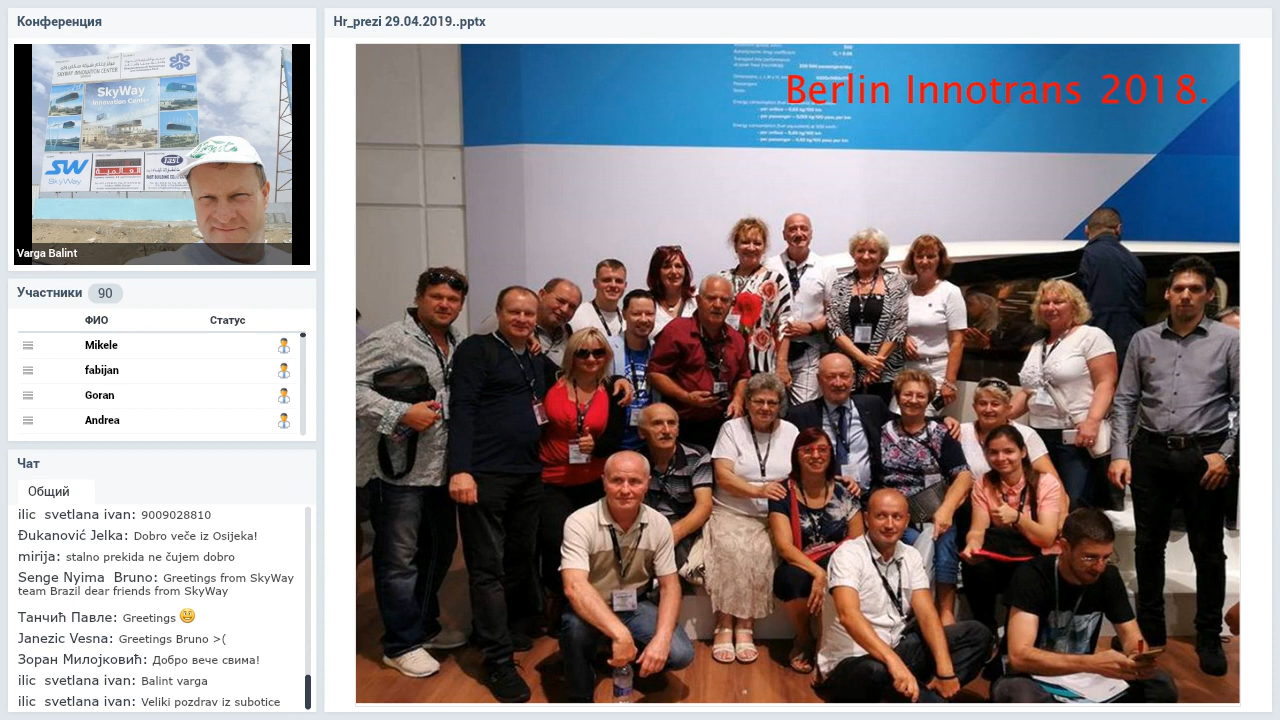 Конференция
SKYWAY INNOVATION CENTER
SkyWay
Innovation Center
SW
SkyWay
Varga Balint
Участники 90
ФИО Статус
Mikele
fabijan
Goran
Andrea
Чат
Общий
ilic svetlana ivan: 9009028810
Đukanović Jelka: Dobro veče iz Osijeka!
mirija: stalno prekida ne čujem dobro
Senge Nyima Bruno: Greetings from SkyWay
team Brazil dear friends from SkyWay
Танчић Павле: Greetings
Janezic Vesna: Greetings Bruno >(
Зоран Милојковић: Добро вече свима!
ilic svetlana ivan: Balint varga
ilic svetlana ivan: Veliki pozdrav iz subotice
Hr_prezi 29.04.2019..pptx
Berlin Innotrans 2018.